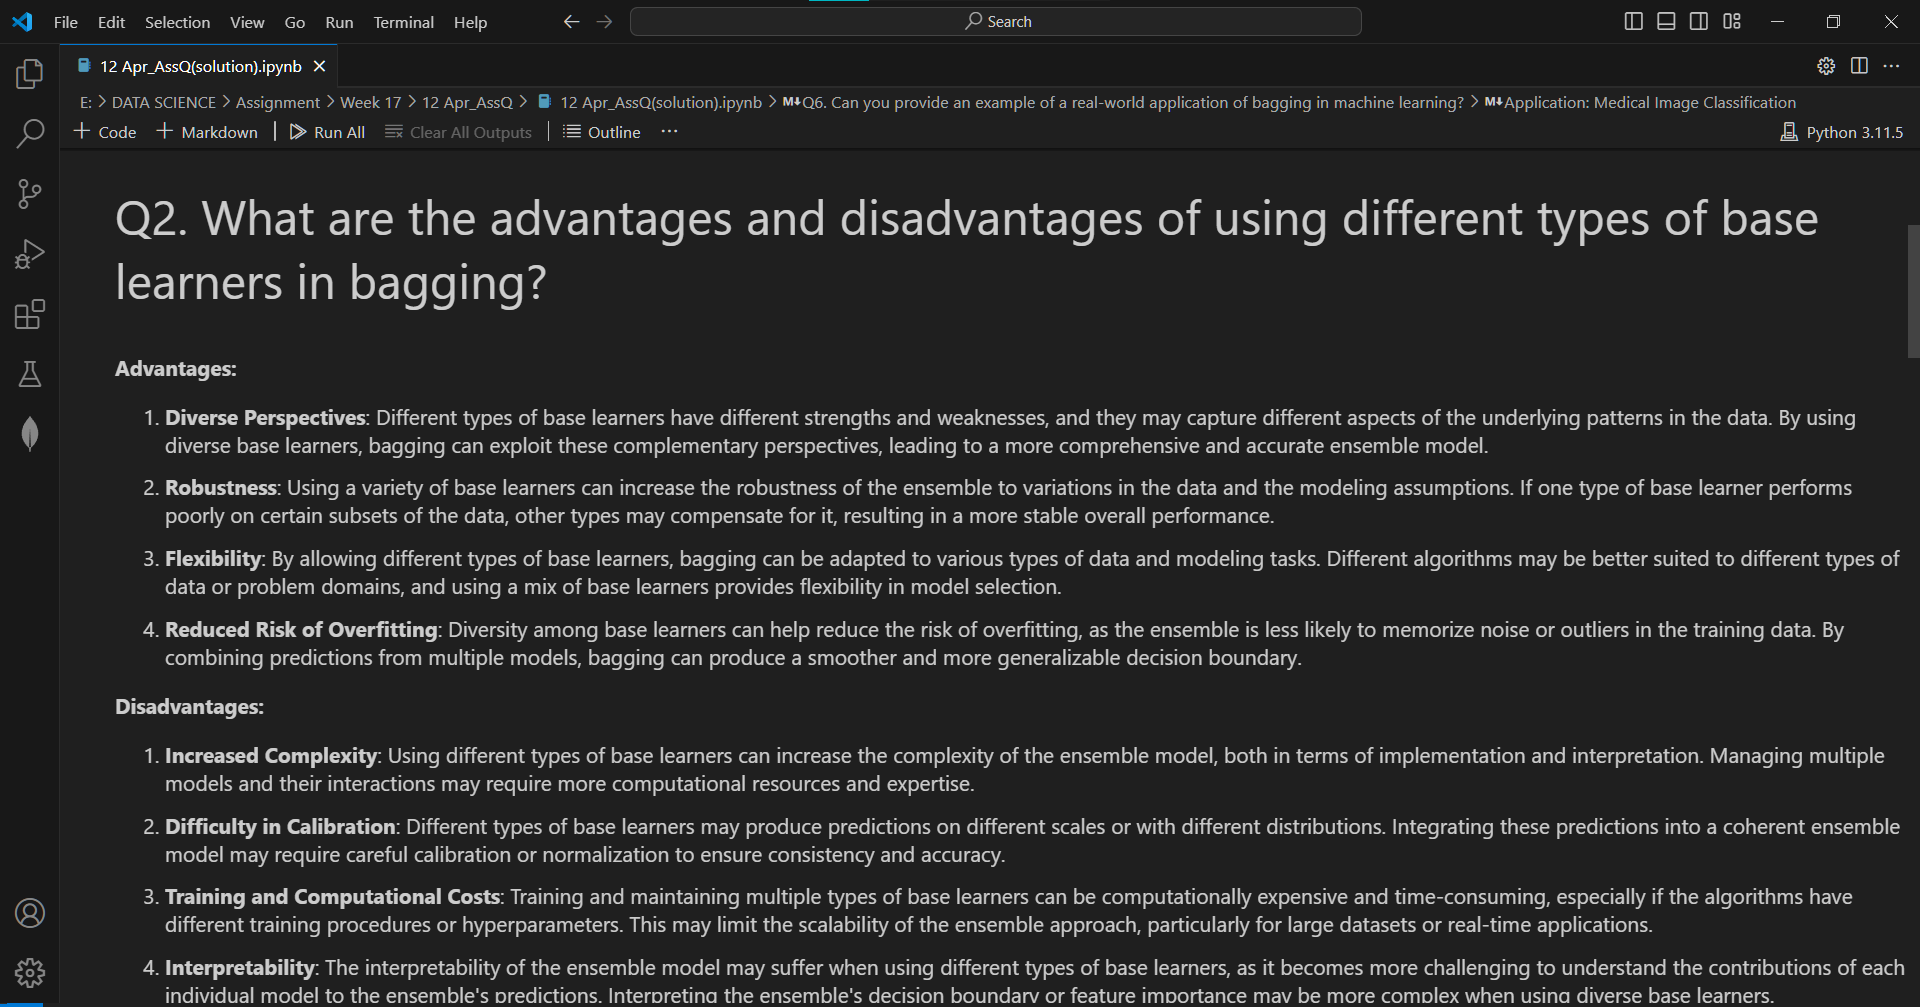 File Edit Selection View Go Run Terminal Help
Search
12 Apr_AssQ(solution).ipynb
E: > DATA SCIENCE > Assignment > Week 17 > 12 Apr_AssQ > 12 Apr_AssQ(solution).ipynb > M↓Q6. Can you provide an example of a real-world application of bagging in machine learning? > M↓Application: Medical Image Classification
+ Code + Markdown | Run All Clear All Outputs | Outline ···
Python 3.11.5
Q2. What are the advantages and disadvantages of using different types of base
learners in bagging?
Advantages:
1. Diverse Perspectives: Different types of base learners have different strengths and weaknesses, and they may capture different aspects of the underlying patterns in the data. By using
diverse base learners, bagging can exploit these complementary perspectives, leading to a more comprehensive and accurate ensemble model.
2. Robustness: Using a variety of base learners can increase the robustness of the ensemble to variations in the data and the modeling assumptions. If one type of base learner performs
poorly on certain subsets of the data, other types may compensate for it, resulting in a more stable overall performance.
3. Flexibility: By allowing different types of base learners, bagging can be adapted to various types of data and modeling tasks. Different algorithms may be better suited to different types of
data or problem domains, and using a mix of base learners provides flexibility in model selection.
4. Reduced Risk of Overfitting: Diversity among base learners can help reduce the risk of overfitting, as the ensemble is less likely to memorize noise or outliers in the training data. By
combining predictions from multiple models, bagging can produce a smoother and more generalizable decision boundary.
Disadvantages:
1. Increased Complexity: Using different types of base learners can increase the complexity of the ensemble model, both in terms of implementation and interpretation. Managing multiple
models and their interactions may require more computational resources and expertise.
2. Difficulty in Calibration: Different types of base learners may produce predictions on different scales or with different distributions. Integrating these predictions into a coherent ensemble
model may require careful calibration or normalization to ensure consistency and accuracy.
3. Training and Computational Costs: Training and maintaining multiple types of base learners can be computationally expensive and time-consuming, especially if the algorithms have
different training procedures or hyperparameters. This may limit the scalability of the ensemble approach, particularly for large datasets or real-time applications.
4. Interpretability: The interpretability of the ensemble model may suffer when using different types of base learners, as it becomes more challenging to understand the contributions of each
individual model to the ensemble's predictions. Interpreting the ensemble's decision boundary or feature importance may be more complex when using diverse base learners.